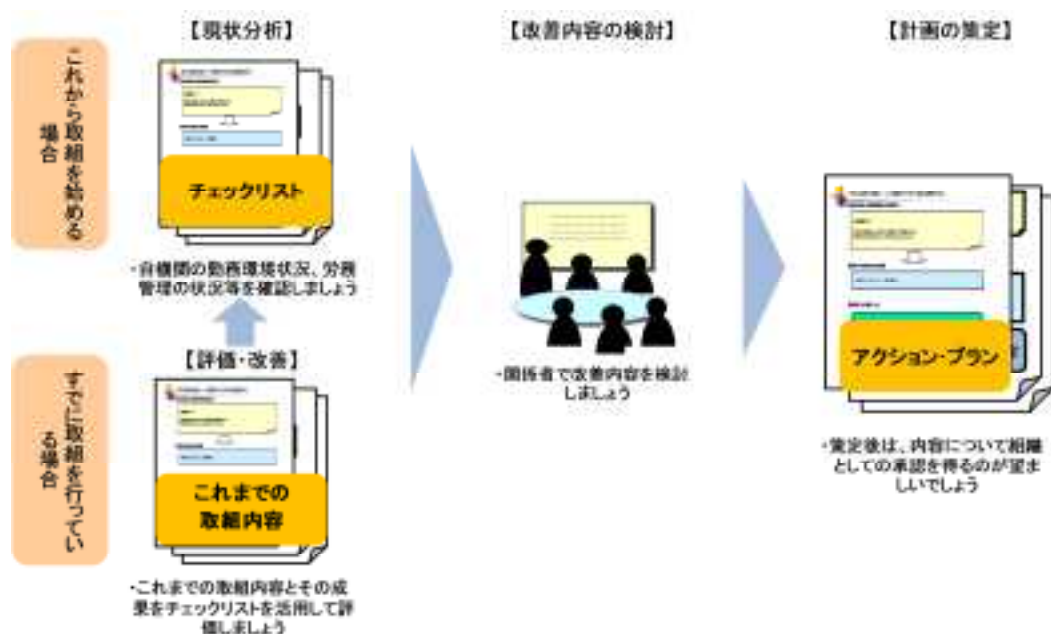 【現状分析】
【改善内容の検討】
【計画の策定】
これから取組を始める
場合
チェックリスト
・自機関の勤務環境状況、労務
管理の状況等を確認しましょう
【評価・改善】
すでに取組を行ってい
る場合
これまでの
取組内容
・これまでの取組内容とその成
果をチェックリストを活用して評
価しましょう
・関係者で改善内容を検討
しましょう
アクション・プラン
・策定後は、内容について組織
としての承認を得るのが望ま
しいでしょう